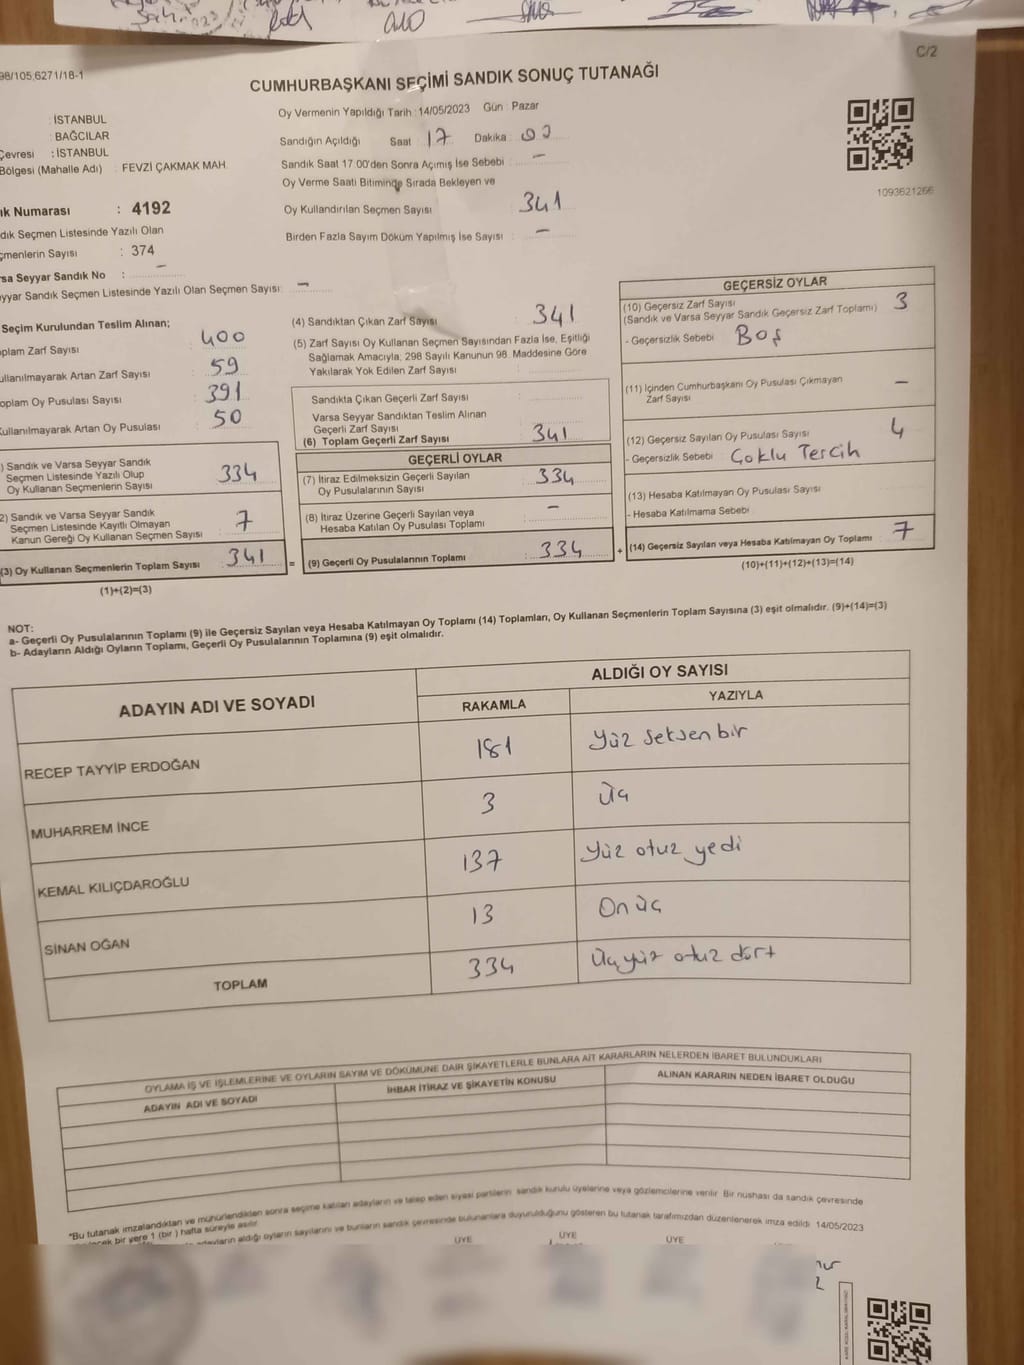 98/105,6271/18-1
C/2
CUMHURBAŞKANI SEÇİMİ SANDIK SONUÇ TUTANAĞI
: İSTANBUL
: BAĞCILAR
Çevresi : İSTANBUL
Bölgesi (Mahalle Adı) : FEVZİ ÇAKMAK MAH.
Oy Vermenin Yapıldığı Tarih : 14/05/2023 Gün : Pazar
Sandığın Açıldığı Saat 17 Dakika : 02
Sandık Saat 17 00'den Sonra Açımış İse Sebebi : —
Oy Verme Saati Bitiminde Sırada Bekleyen ve
Oy Kullandırılan Seçmen Sayısı : 341
Birden Fazla Sayım Döküm Yapılmış İse Sayısı : —
1093621266
ık Numarası : 4192
dık Seçmen Listesinde Yazılı Olan
çmenlerin Sayısı : 374
rsa Seyyar Sandık No : —
yyar Sandık Seçmen Listesinde Yazılı Olan Seçmen Sayısı: —
Seçim Kurulundan Teslim Alınan;
oplam Zarf Sayısı : 400
ullanılmayarak Artan Zarf Sayısı : 59
oplam Oy Pusulası Sayısı : 391
Kullanılmayarak Artan Oy Pusulası : 50
) Sandık ve Varsa Seyyar Sandık
Seçmen Listesinde Yazılı Olup
Oy Kullanan Seçmenlerin Sayısı : 334
2) Sandık ve Varsa Seyyar Sandık
Seçmen Listesinde Kayıtlı Olmayan
Kanun Gereği Oy Kullanan Seçmen Sayısı : 7
(3) Oy Kullanan Seçmenlerin Toplam Sayısı : 341
(1)+(2)=(3)
(4) Sandıktan Çıkan Zarf Sayısı : 341
(5) Zarf Sayısı Oy Kullanan Seçmen Sayısından Fazla İse, Eşitliği
Sağlamak Amacıyla; 298 Sayılı Kanunun 98. Maddesine Göre
Yakılarak Yok Edilen Zarf Sayısı :
Sandıkta Çıkan Geçerli Zarf Sayısı :
Varsa Seyyar Sandıktan Teslim Alınan
Geçerli Zarf Sayısı :
(6) Toplam Geçerli Zarf Sayısı : 341
GEÇERLİ OYLAR
(7) İtiraz Edilmeksizin Geçerli Sayılan
Oy Pusulalarının Sayısı : 334
(8) İtiraz Üzerine Geçerli Sayılan veya
Hesaba Katılan Oy Pusulası Toplamı : —
= (9) Geçerli Oy Pusulalarının Toplamı : 334 +
GEÇERSİZ OYLAR
(10) Geçersiz Zarf Sayısı
(Sandık ve Varsa Seyyar Sandık Geçersiz Zarf Toplamı) : 3
- Geçersizlik Sebebi : Boş
(11) İçinden Cumhurbaşkanı Oy Pusulası Çıkmayan
Zarf Sayısı : —
(12) Geçersiz Sayılan Oy Pusulası Sayısı : 4
- Geçersizlik Sebebi : Çoklu Tercih
(13) Hesaba Katılmayan Oy Pusulası Sayısı :
- Hesaba Katılmama Sebebi :
(14) Geçersiz Sayılan veya Hesaba Katılmayan Oy Toplamı : 7
(10)+(11)+(12)+(13)=(14)
NOT:
a- Geçerli Oy Pusulalarının Toplamı (9) ile Geçersiz Sayılan veya Hesaba Katılmayan Oy Toplamı (14) Toplamları, Oy Kullanan Seçmenlerin Toplam Sayısına (3) eşit olmalıdır. (9)+(14)=(3)
b- Adayların Aldığı Oyların Toplamı, Geçerli Oy Pusulalarının Toplamına (9) eşit olmalıdır.
ADAYIN ADI VE SOYADI ALDIĞI OY SAYISI
RAKAMLA YAZIYLA
RECEP TAYYİP ERDOĞAN 181 Yüz seksen bir
MUHARREM İNCE 3 Üç
KEMAL KILIÇDAROĞLU 137 Yüz otuz yedi
SİNAN OĞAN 13 On üç
TOPLAM 334 Üçyüz otuz dört
OYLAMA İŞ VE İŞLEMLERİNE VE OYLARIN SAYIM VE DÖKÜMÜNE DAİR ŞİKAYETLERLE BUNLARA AİT KARARLARIN NELERDEN İBARET BULUNDUKLARI
ADAYIN ADI VE SOYADI İHBAR İTİRAZ VE ŞİKAYETİN KONUSU ALINAN KARARIN NEDEN İBARET OLDUĞU
*Bu tutanak imzalandıktan ve mühürlendikten sonra seçime katılan adayların ve talep eden siyasi partilerin sandık kurulu üyelerine veya gözlemcilerine verilir. Bir nüshası da sandık çevresinde
bir yere 1 (bir) hafta süreyle asılır.
adayların aldığı oyların sayılarını ve bunların sandık çevresinde bulunanlara duyurulduğunu gösteren bu tutanak tarafımızdan düzenlenerek imza edildi. 14/05/2023
ÜYE ÜYE ÜYE